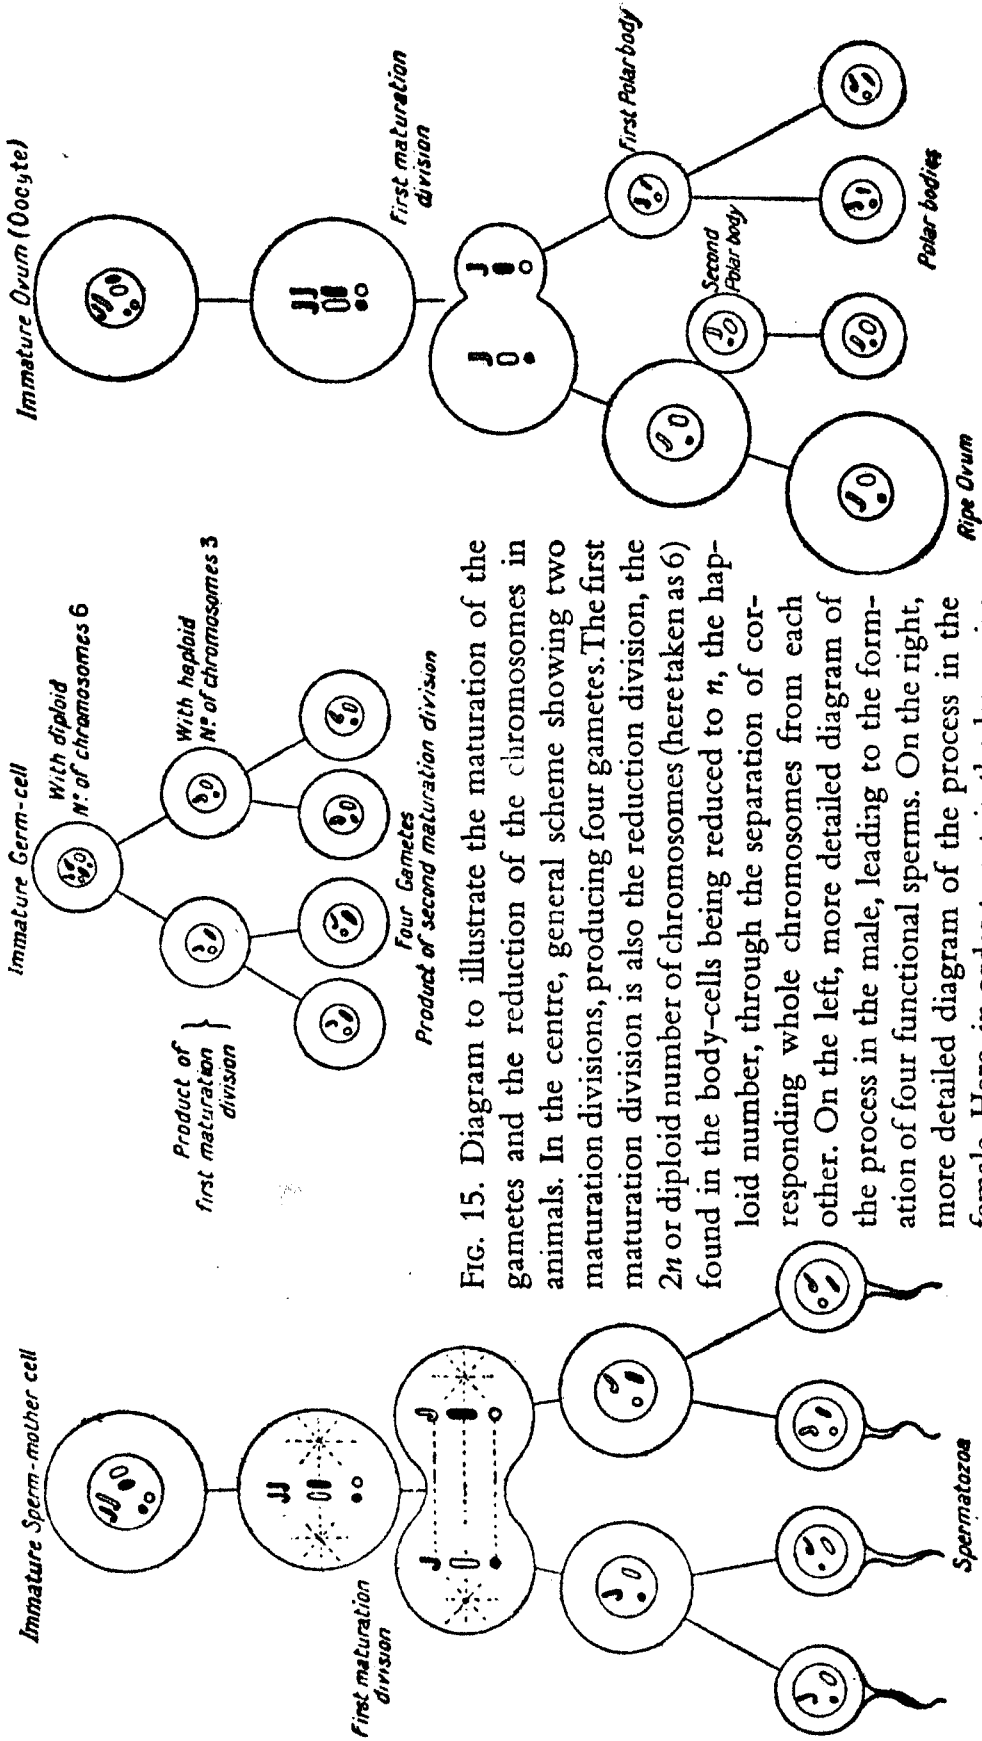 Immature Sperm-mother cell
First maturation
division
Spermatozoa
Immature Germ-cell
With diploid
Nº. of chromosomes 6
Product of
first maturation
division
With haploid
Nº of chromosomes 3
Four Gametes
Product of second maturation division
Immature Ovum (Oocyte)
First maturation
division
First Polar body
Second
Polar body
Polar bodies
Ripe Ovum
FIG. 15. Diagram to illustrate the maturation of the
gametes and the reduction of the chromosomes in
animals. In the centre, general scheme showing two
maturation divisions, producing four gametes. The first
maturation division is also the reduction division, the
2n or diploid number of chromosomes (here taken as 6)
found in the body-cells being reduced to n, the hap-
loid number, through the separation of cor-
responding whole chromosomes from each
other. On the left, more detailed diagram of
the process in the male, leading to the form-
ation of four functional sperms. On the right,
more detailed diagram of the process in the